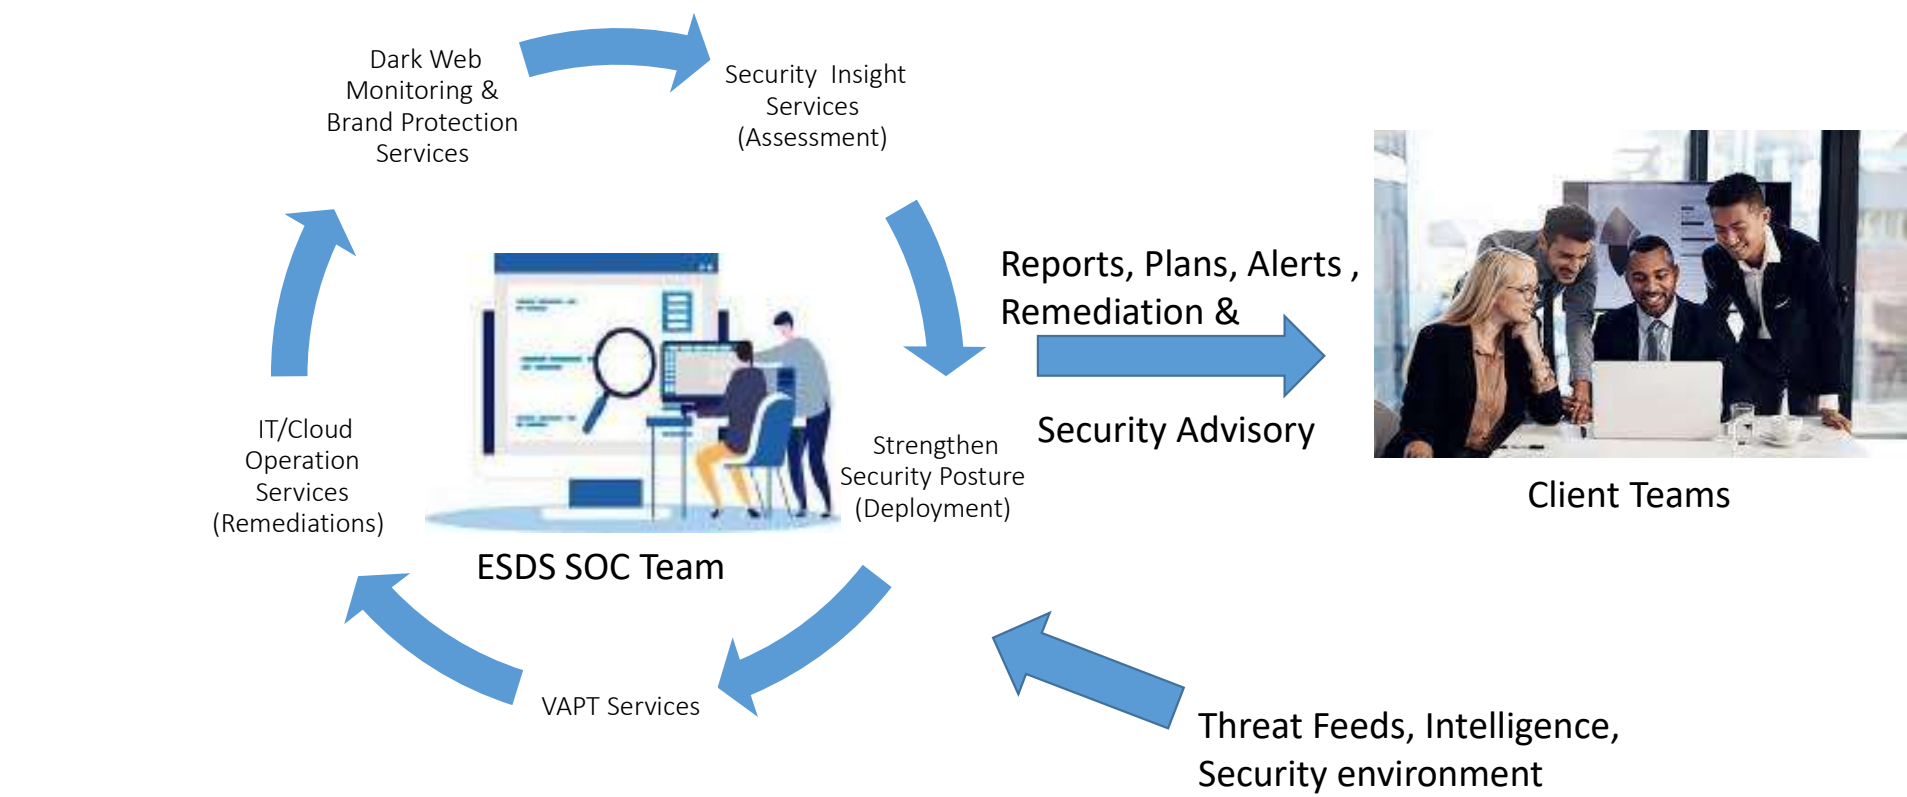 Dark Web
Monitoring &
Brand Protection
Services
Security Insight
Services
(Assessment)
Reports, Plans, Alerts ,
Remediation &
Security Advisory
Client Teams
Strengthen
Security Posture
(Deployment)
IT/Cloud
Operation
Services
(Remediations)
ESDS SOC Team
VAPT Services
Threat Feeds, Intelligence,
Security environment